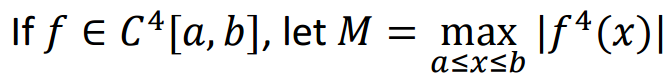 If f ∈ C⁴[a, b], let M = max |f⁴(x)|
a≤x≤b